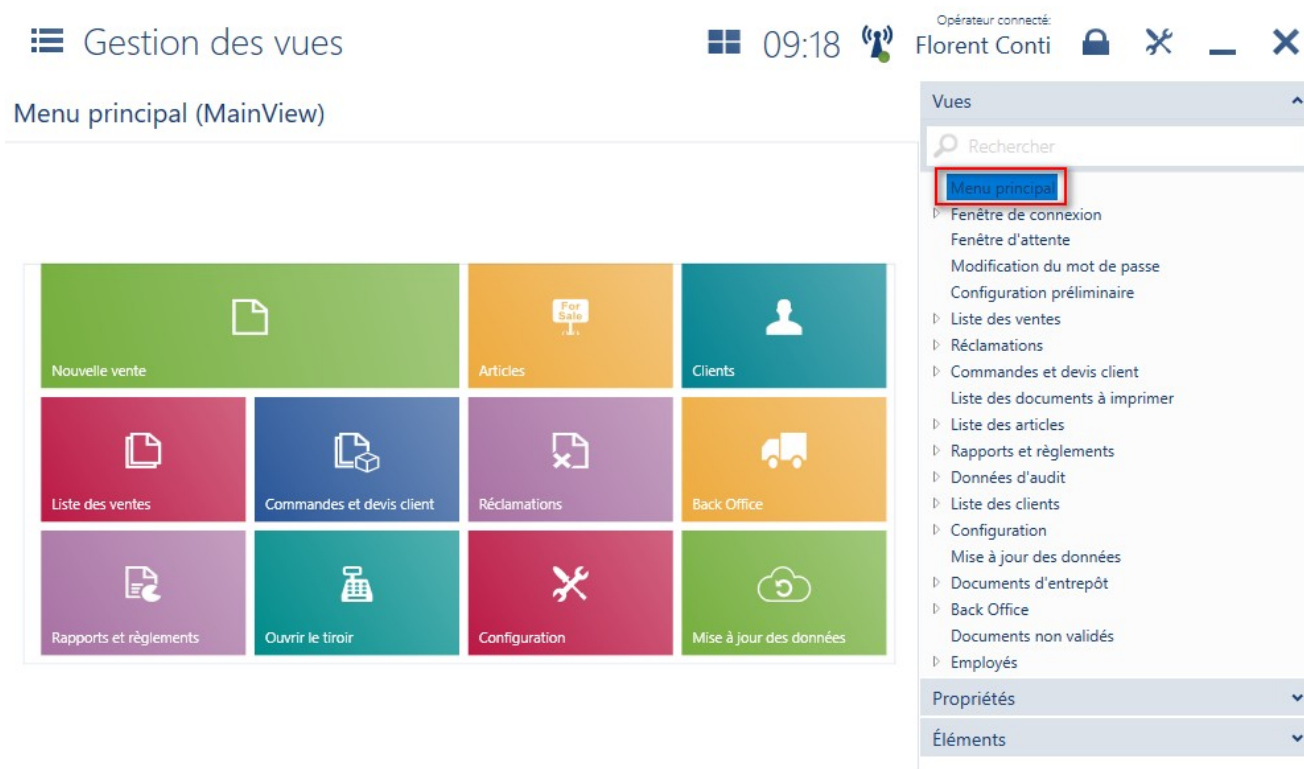 Gestion des vues
09:18
Opérateur connecté:
Florent Conti
Menu principal (MainView)
Nouvelle vente
For
Sale
Articles
Clients
Liste des ventes
Commandes et devis client
Réclamations
Back Office
Rapports et règlements
Ouvrir le tiroir
Configuration
Mise à jour des données
Vues
Rechercher
Menu principal
Fenêtre de connexion
Fenêtre d'attente
Modification du mot de passe
Configuration préliminaire
Liste des ventes
Réclamations
Commandes et devis client
Liste des documents à imprimer
Liste des articles
Rapports et règlements
Données d'audit
Liste des clients
Configuration
Mise à jour des données
Documents d'entrepôt
Back Office
Documents non validés
Employés
Propriétés
Éléments